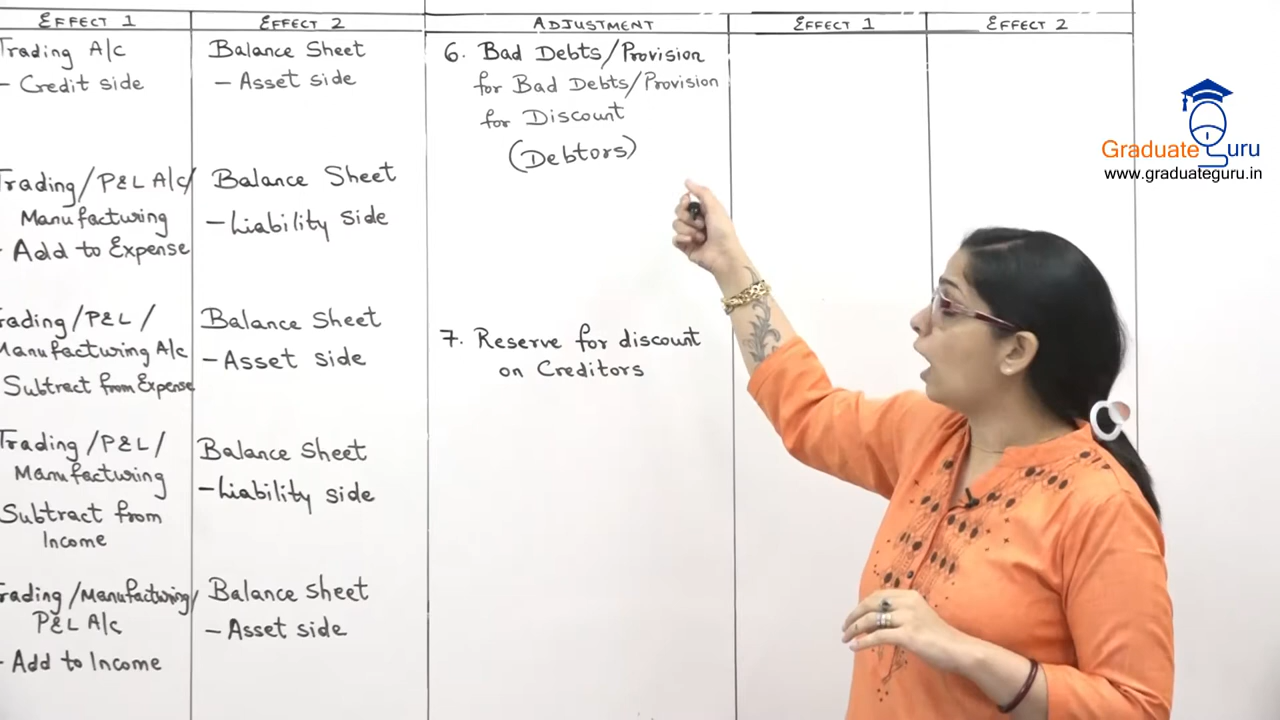 EFFECT 1
EFFECT 2
ADJUSTMENT
EFFECT 1
EFFECT 2
Trading A/c
- Credit side
Balance Sheet
- Asset side
Trading/P&L A/c/
Manufacturing
- Add to Expense
Balance Sheet
- Liability side
Trading/P&L/
Manufacturing A/c
Subtract from Expense
Balance Sheet
- Asset side
Trading/P&L/
Manufacturing
Subtract from
Income
Balance Sheet
- Liability side
Trading/Manufacturing/
P&L A/c
- Add to Income
Balance Sheet
- Asset side
6. Bad Debts/Provision
for Bad Debts/Provision
for Discount
(Debtors)
7. Reserve for discount
on Creditors
Graduate Guru
www.graduateguru.in